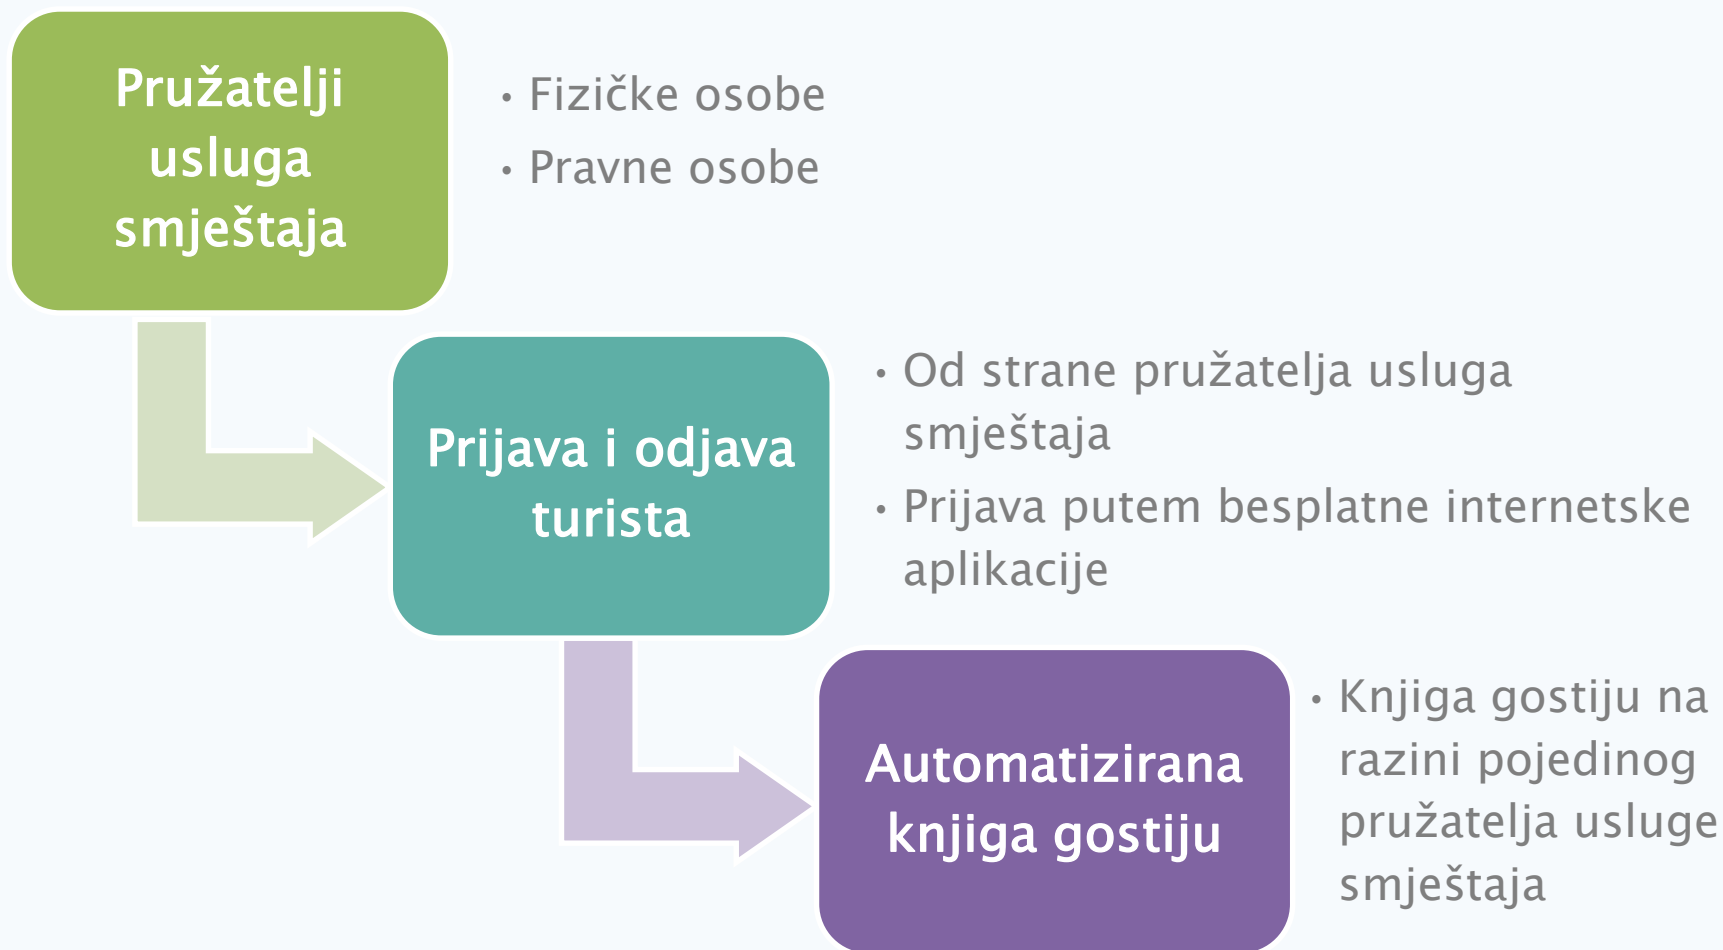 Pružatelji
usluga
smještaja
• Fizičke osobe
• Pravne osobe
Prijava i odjava
turista
• Od strane pružatelja usluga
smještaja
• Prijava putem besplatne internetske
aplikacije
Automatizirana
knjiga gostiju
• Knjiga gostiju na
razini pojedinog
pružatelja usluge
smještaja